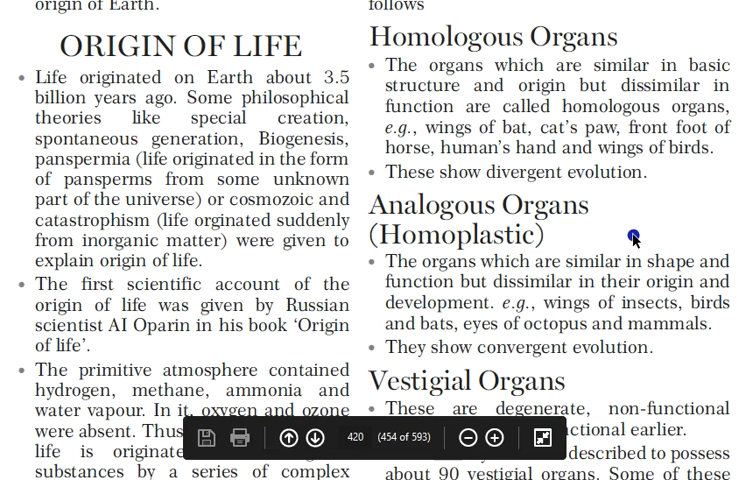 origin of Earth.
ORIGIN OF LIFE
• Life originated on Earth about 3.5
billion years ago. Some philosophical
theories like special creation,
spontaneous generation, Biogenesis,
panspermia (life originated in the form
of pansperms from some unknown
part of the universe) or cosmozoic and
catastrophism (life orginated suddenly
from inorganic matter) were given to
explain origin of life.
• The first scientific account of the
origin of life was given by Russian
scientist AI Oparin in his book ‘Origin
of life’.
• The primitive atmosphere contained
hydrogen, methane, ammonia and
water vapour. In it, oxygen and ozone
were absent. Thus
life is originate
substances by a series of complex
follows
Homologous Organs
• The organs which are similar in basic
structure and origin but dissimilar in
function are called homologous organs,
e.g., wings of bat, cat’s paw, front foot of
horse, human’s hand and wings of birds.
• These show divergent evolution.
Analogous Organs
(Homoplastic)
• The organs which are similar in shape and
function but dissimilar in their origin and
development. e.g., wings of insects, birds
and bats, eyes of octopus and mammals.
• They show convergent evolution.
Vestigial Organs
• These are degenerate, non-functional
ctional earlier.
described to possess
about 90 vestigial organs. Some of these
420 (454 of 593)